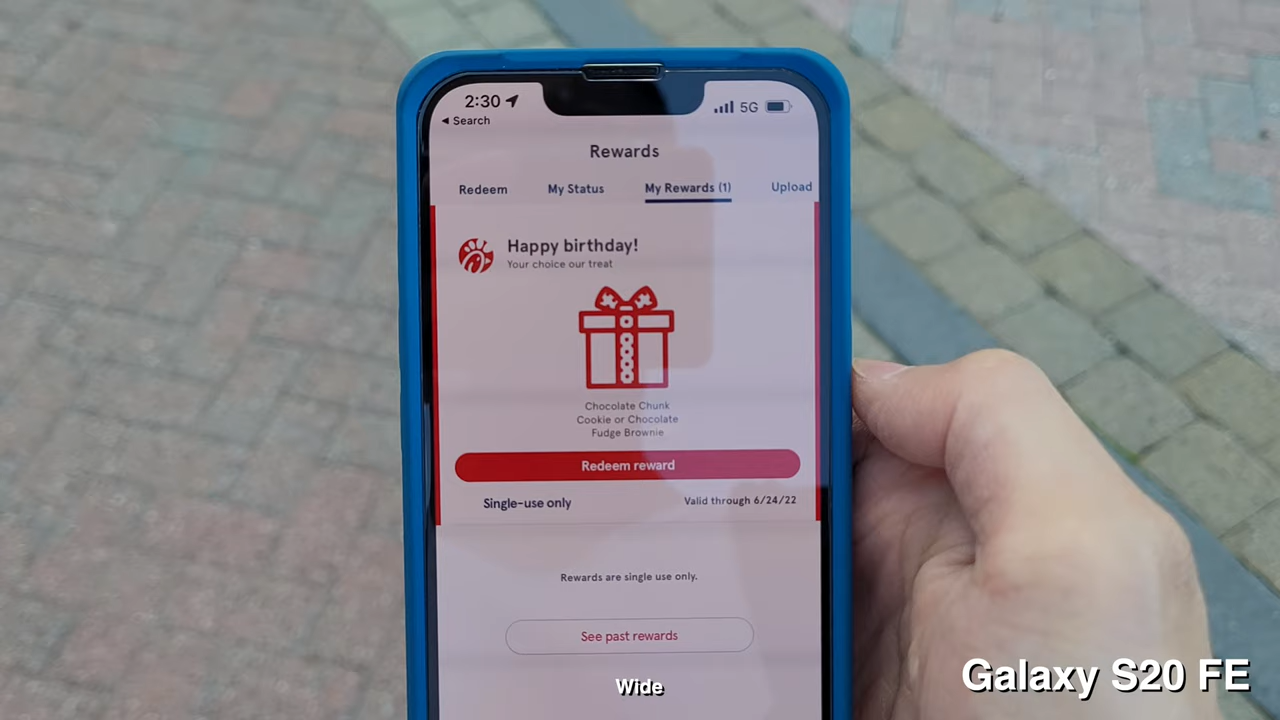 2:30
5G
◀ Search
Rewards
Redeem My Status My Rewards (1) Upload
Happy birthday!
Your choice our treat
Chocolate Chunk
Cookie or Chocolate
Fudge Brownie
Redeem reward
Single-use only
Valid through 6/24/22
Rewards are single use only.
See past rewards
Wide
Galaxy S20 FE